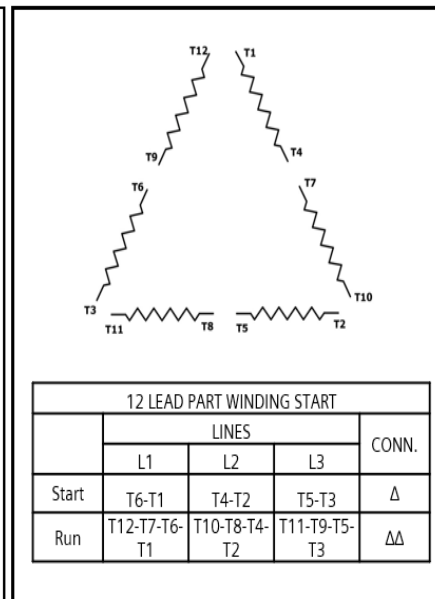 T12 T1
T9 T4
T6 T7
T3 T10
T11 T8 T5 T2
12 LEAD PART WINDING START
LINES CONN.
L1 L2 L3
Start T6-T1 T4-T2 T5-T3 Δ
Run T12-T7-T6-T1 T10-T8-T4-T2 T11-T9-T5-T3 ΔΔ